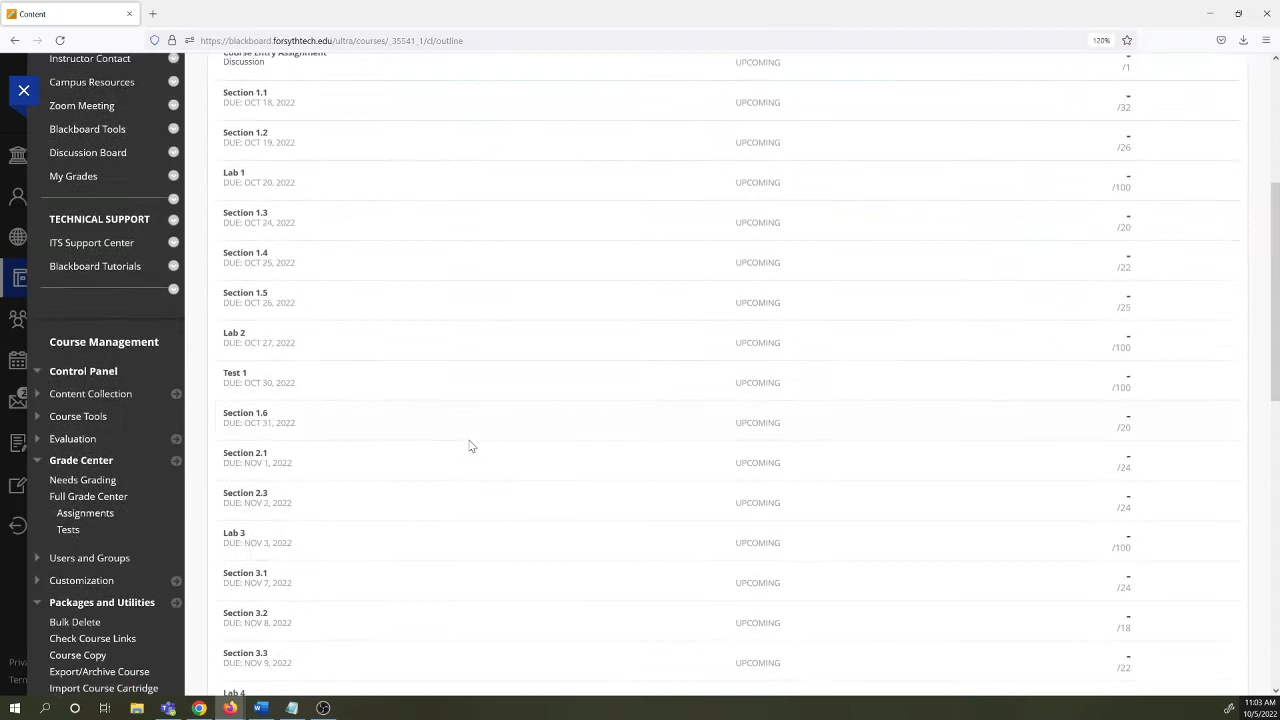 Content
https://blackboard.forsythtech.edu/ultra/courses/_35541_1/cl/outline
120%
Instructor Contact
Campus Resources
Zoom Meeting
Blackboard Tools
Discussion Board
My Grades
TECHNICAL SUPPORT
ITS Support Center
Blackboard Tutorials
Course Management
Control Panel
Content Collection
Course Tools
Evaluation
Grade Center
Needs Grading
Full Grade Center
Assignments
Tests
Users and Groups
Customization
Packages and Utilities
Bulk Delete
Check Course Links
Course Copy
Export/Archive Course
Import Course Cartridge
Priva
Term
2
Course Entry Assignment
Discussion
UPCOMING
-
/1
Section 1.1
DUE: OCT 18, 2022
UPCOMING
-
/32
Section 1.2
DUE: OCT 19, 2022
UPCOMING
-
/26
Lab 1
DUE: OCT 20, 2022
UPCOMING
-
/100
Section 1.3
DUE: OCT 24, 2022
UPCOMING
-
/20
Section 1.4
DUE: OCT 25, 2022
UPCOMING
-
/22
Section 1.5
DUE: OCT 26, 2022
UPCOMING
-
/25
Lab 2
DUE: OCT 27, 2022
UPCOMING
-
/100
Test 1
DUE: OCT 30, 2022
UPCOMING
-
/100
Section 1.6
DUE: OCT 31, 2022
UPCOMING
-
/20
Section 2.1
DUE: NOV 1, 2022
UPCOMING
-
/24
Section 2.3
DUE: NOV 2, 2022
UPCOMING
-
/24
Lab 3
DUE: NOV 3, 2022
UPCOMING
-
/100
Section 3.1
DUE: NOV 7, 2022
UPCOMING
-
/24
Section 3.2
DUE: NOV 8, 2022
UPCOMING
-
/18
Section 3.3
DUE: NOV 9, 2022
UPCOMING
-
/22
Lab 4
11:03 AM
10/5/2022